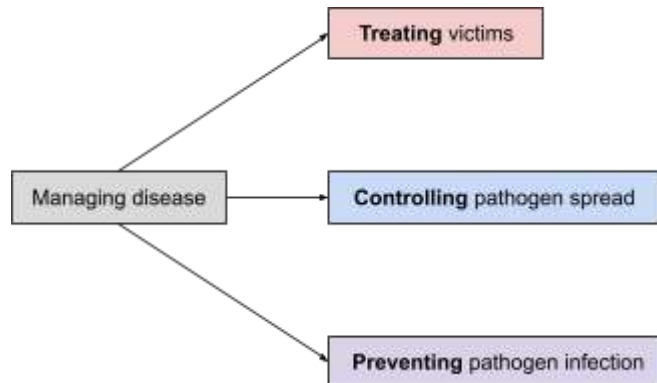 Treating victims
Managing disease
Controlling pathogen spread
Preventing pathogen infection